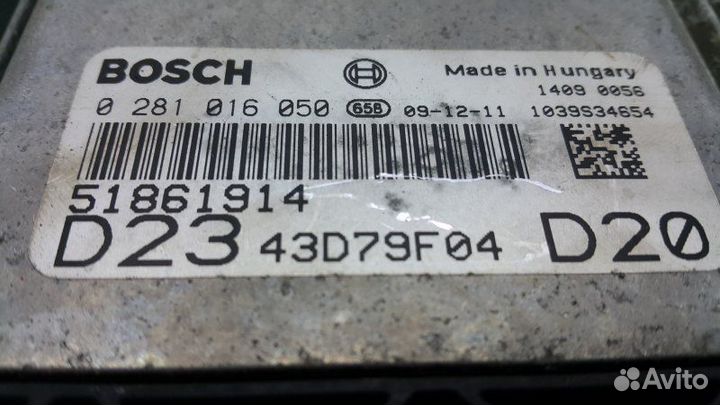 BOSCH Made in Hungary
1409 0056
0 281 016 050 658 09-12-11 1039S34654
51861914
D23 43D79F04 D20
Avito